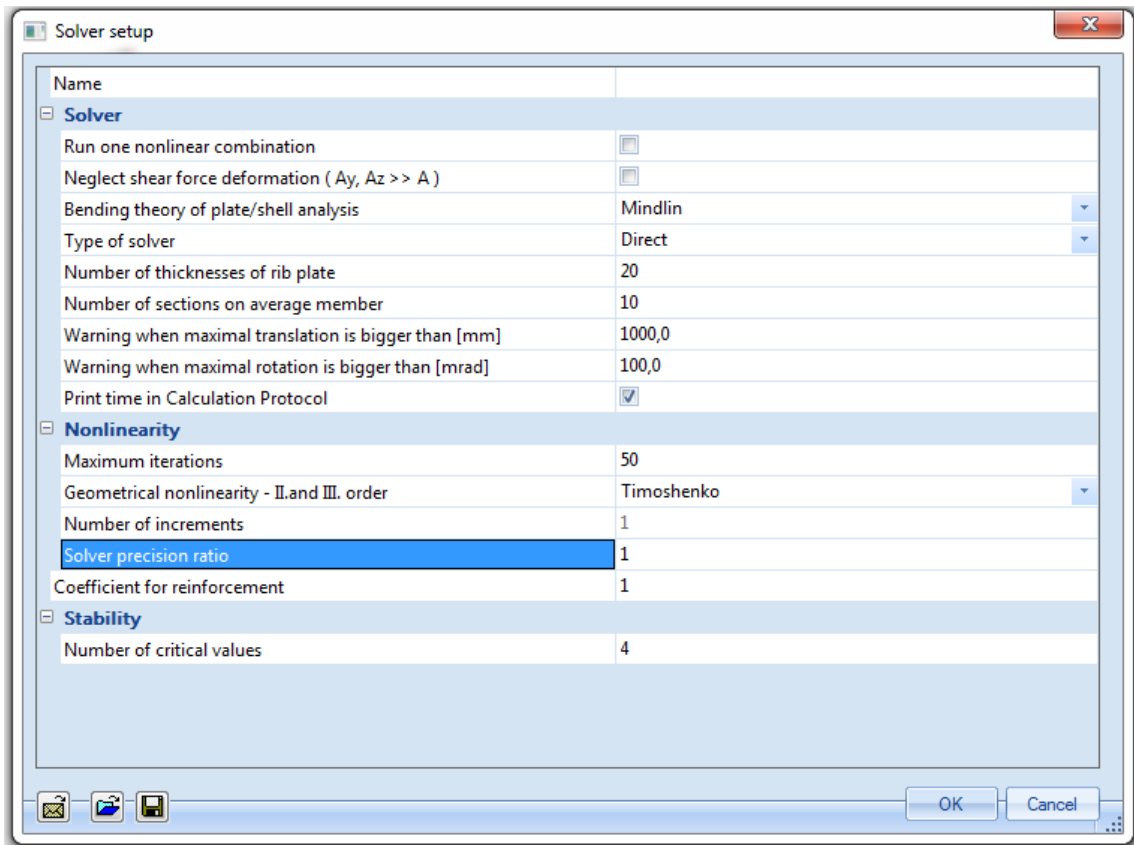 Solver setup
Name
Solver
Run one nonlinear combination
Neglect shear force deformation ( Ay, Az >> A )
Bending theory of plate/shell analysis Mindlin
Type of solver Direct
Number of thicknesses of rib plate 20
Number of sections on average member 10
Warning when maximal translation is bigger than [mm] 1000,0
Warning when maximal rotation is bigger than [mrad] 100,0
Print time in Calculation Protocol
Nonlinearity
Maximum iterations 50
Geometrical nonlinearity - II.and III. order Timoshenko
Number of increments 1
Solver precision ratio 1
Coefficient for reinforcement 1
Stability
Number of critical values 4
OK Cancel